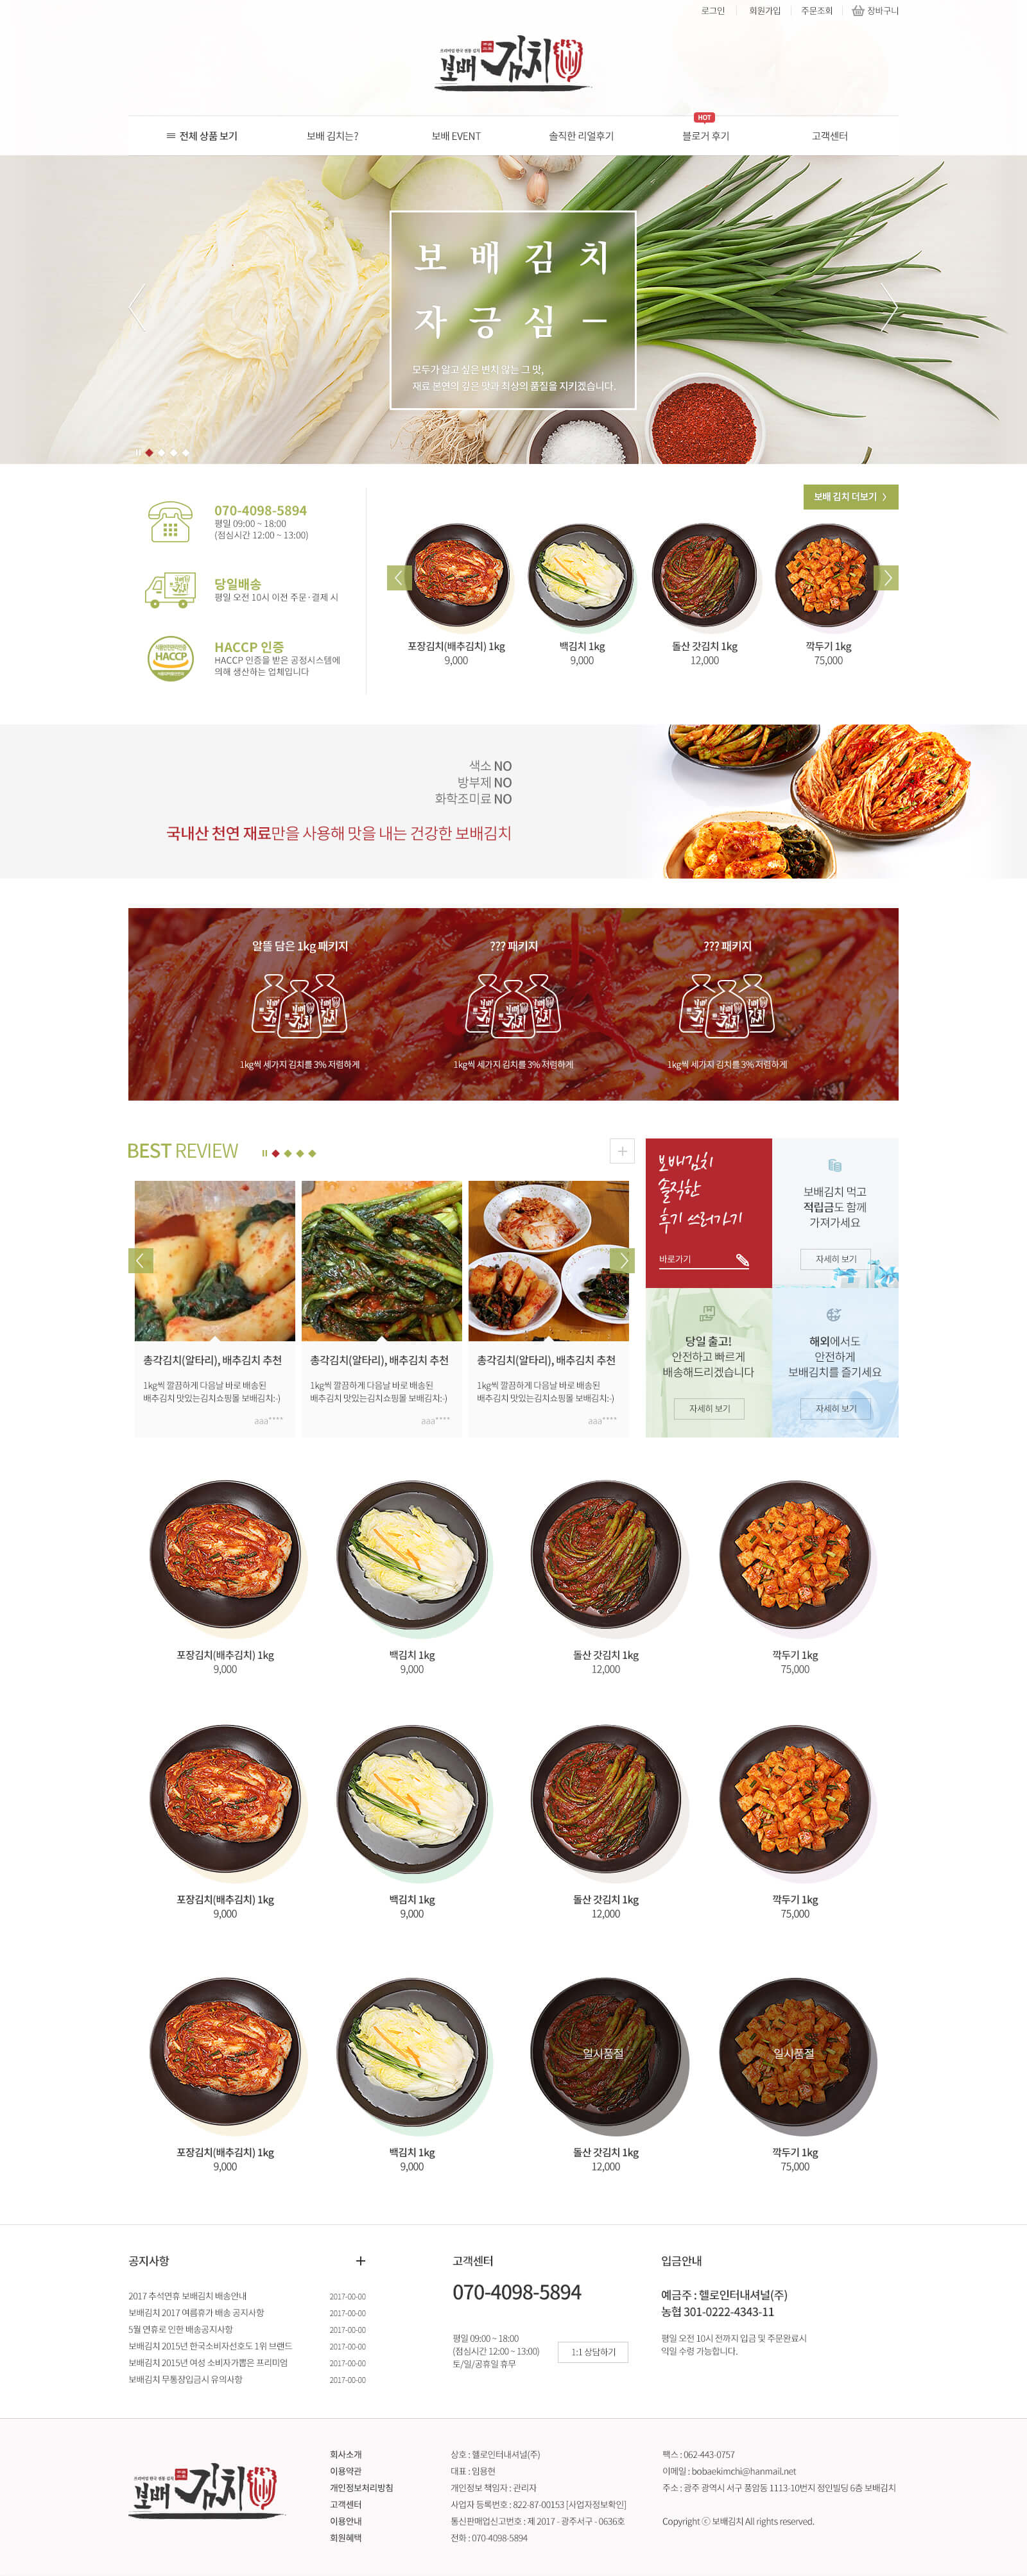 로그인
회원가입
주문조회
장바구니
보배김치
전체 상품 보기
보배 김치는?
보배 EVENT
솔직한 리얼후기
HOT
블로거 후기
고객센터
보배김치
자긍심 –
모두가 알고 싶은 변치 않는 그 맛,
재료 본연의 깊은 맛과 최상의 품질을 지키겠습니다.
070-4098-5894
평일 09:00 ~ 18:00
(점심시간 12:00 ~ 13:00)
당일배송
평일 오전 10시 이전 주문·결제 시
HACCP
HACCP 인증
HACCP 인증을 받은 공정시스템에
의해 생산하는 업체입니다
보배 김치 더보기
포장김치(배추김치) 1kg
9,000
백김치 1kg
9,000
돌산 갓김치 1kg
12,000
깍두기 1kg
75,000
색소 NO
방부제 NO
화학조미료 NO
국내산 천연 재료만을 사용해 맛을 내는 건강한 보배김치
알뜰 담은 1kg 패키지
1kg씩 세가지 김치를 3% 저렴하게
??? 패키지
1kg씩 세가지 김치를 3% 저렴하게
??? 패키지
1kg씩 세가지 김치를 3% 저렴하게
BEST REVIEW
총각김치(알타리), 배추김치 추천
1kg씩 깔끔하게 다음날 바로 배송된
배추김치 맛있는김치쇼핑몰 보배김치:-)
aaa****
총각김치(알타리), 배추김치 추천
1kg씩 깔끔하게 다음날 바로 배송된
배추김치 맛있는김치쇼핑몰 보배김치:-)
aaa****
총각김치(알타리), 배추김치 추천
1kg씩 깔끔하게 다음날 바로 배송된
배추김치 맛있는김치쇼핑몰 보배김치:-)
aaa****
보배김치
솔직한
후기 쓰러가기
바로가기
보배김치 먹고
적립금도 함께
가져가세요
자세히 보기
당일 출고!
안전하고 빠르게
배송해드리겠습니다
자세히 보기
해외에서도
안전하게
보배김치를 즐기세요
자세히 보기
포장김치(배추김치) 1kg
9,000
백김치 1kg
9,000
돌산 갓김치 1kg
12,000
깍두기 1kg
75,000
포장김치(배추김치) 1kg
9,000
백김치 1kg
9,000
돌산 갓김치 1kg
12,000
깍두기 1kg
75,000
일시품절
일시품절
포장김치(배추김치) 1kg
9,000
백김치 1kg
9,000
돌산 갓김치 1kg
12,000
깍두기 1kg
75,000
공지사항
2017 추석연휴 보배김치 배송안내 2017-00-00
보배김치 2017 여름휴가 배송 공지사항 2017-00-00
5월 연휴로 인한 배송공지사항 2017-00-00
보배김치 2015년 한국소비자선호도 1위 브랜드 2017-00-00
보배김치 2015년 여성 소비자가뽑은 프리미엄 2017-00-00
보배김치 무통장입금시 유의사항 2017-00-00
고객센터
070-4098-5894
평일 09:00 ~ 18:00
(점심시간 12:00 ~ 13:00)
토/일/공휴일 휴무
1:1 상담하기
입금안내
예금주 : 헬로인터내셔널(주)
농협 301-0222-4343-11
평일 오전 10시 전까지 입금 및 주문완료시
익일 수령 가능합니다.
보배김치
회사소개
이용약관
개인정보처리방침
고객센터
이용안내
회원혜택
상호 : 헬로인터내셔널(주)
대표 : 임용현
개인정보 책임자 : 관리자
사업자 등록번호 : 822-87-00153 [사업자정보확인]
통신판매업신고번호 : 제 2017 - 광주서구 - 0636호
전화 : 070-4098-5894
팩스 : 062-443-0757
이메일 : bobaekimchi@hanmail.net
주소 : 광주 광역시 서구 풍암동 1113-10번지 정인빌딩 6층 보배김치
Copyright ⓒ 보배김치 All rights reserved.